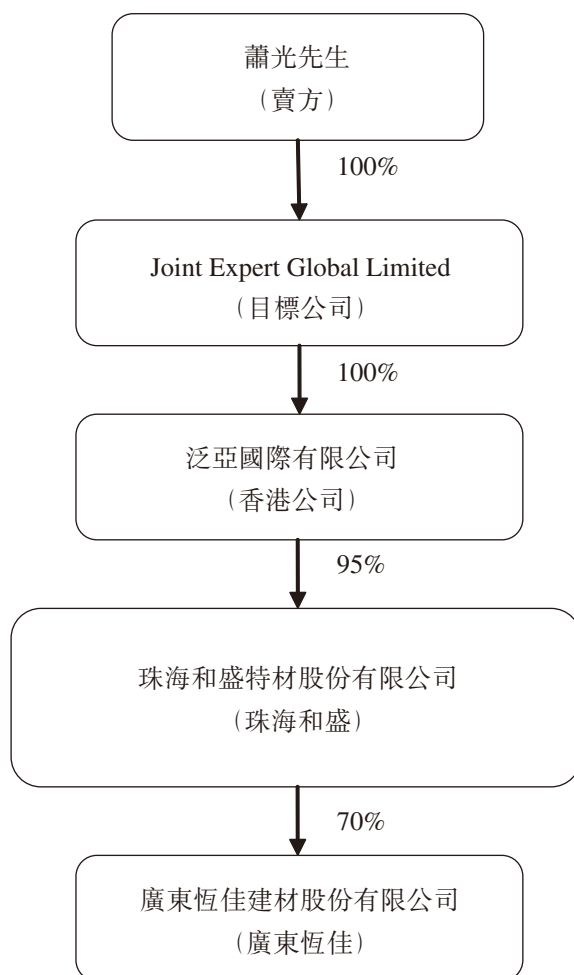 蕭光先生
（賣方）
100%
Joint Expert Global Limited
（目標公司）
100%
泛亞國際有限公司
（香港公司）
95%
珠海和盛特材股份有限公司
（珠海和盛）
70%
廣東恆佳建材股份有限公司
（廣東恆佳）